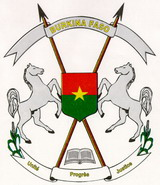 BURKINA FASO
Unité Progrès Justice